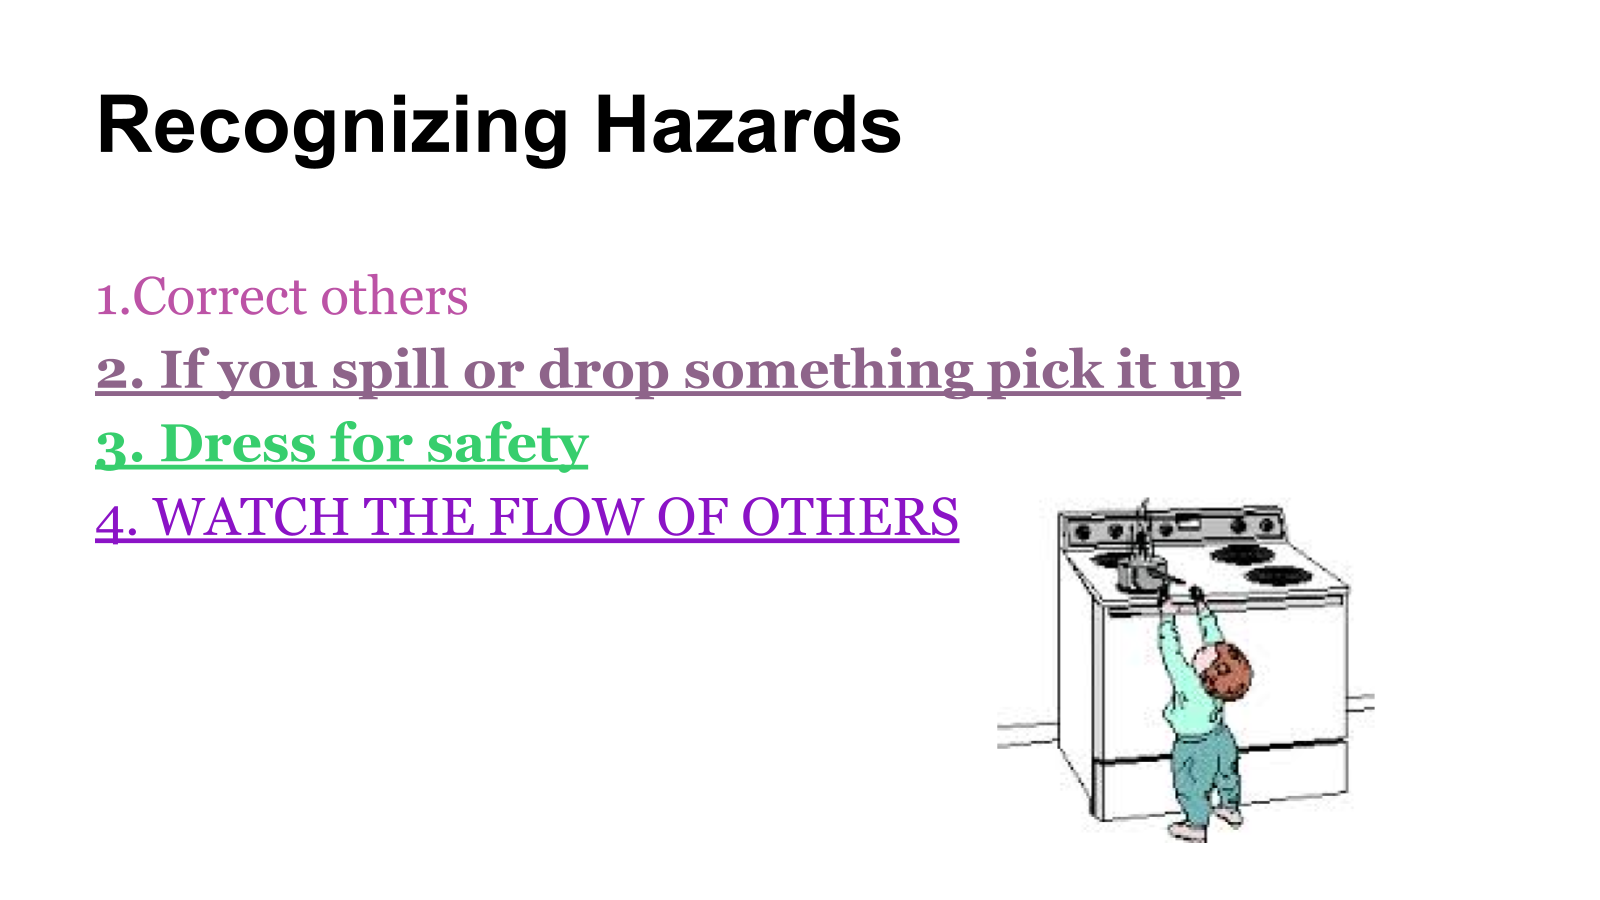 Recognizing Hazards
1.Correct others
2. If you spill or drop something pick it up
3. Dress for safety
4. WATCH THE FLOW OF OTHERS